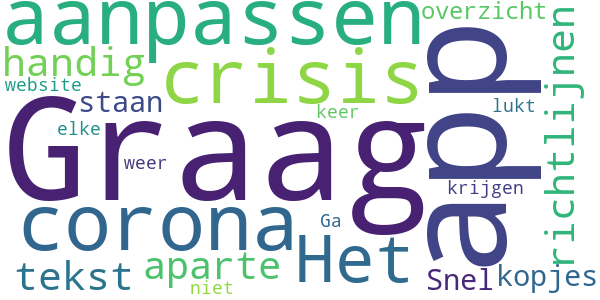 aanpassen
overzicht
handig
crisis
app
richtlijnen
website
staan
keer
lukt
elke
Graag
weer
krijgen
corona
Ga
Het
tekst
aparte
niet
Snel
kopjes